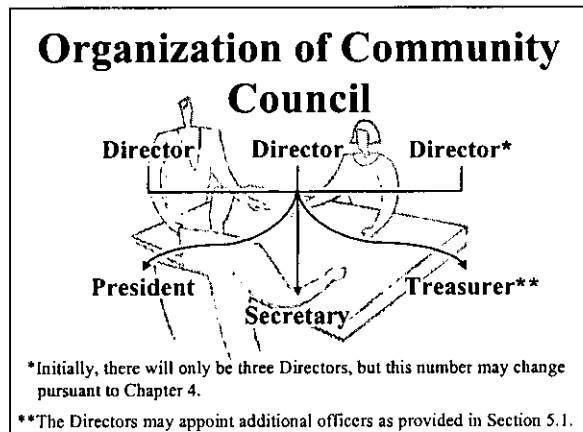 Organization of Community
Council
Director Director Director*
President Secretary Treasurer**
*Initially, there will only be three Directors, but this number may change
pursuant to Chapter 4.
**The Directors may appoint additional officers as provided in Section 5.1.